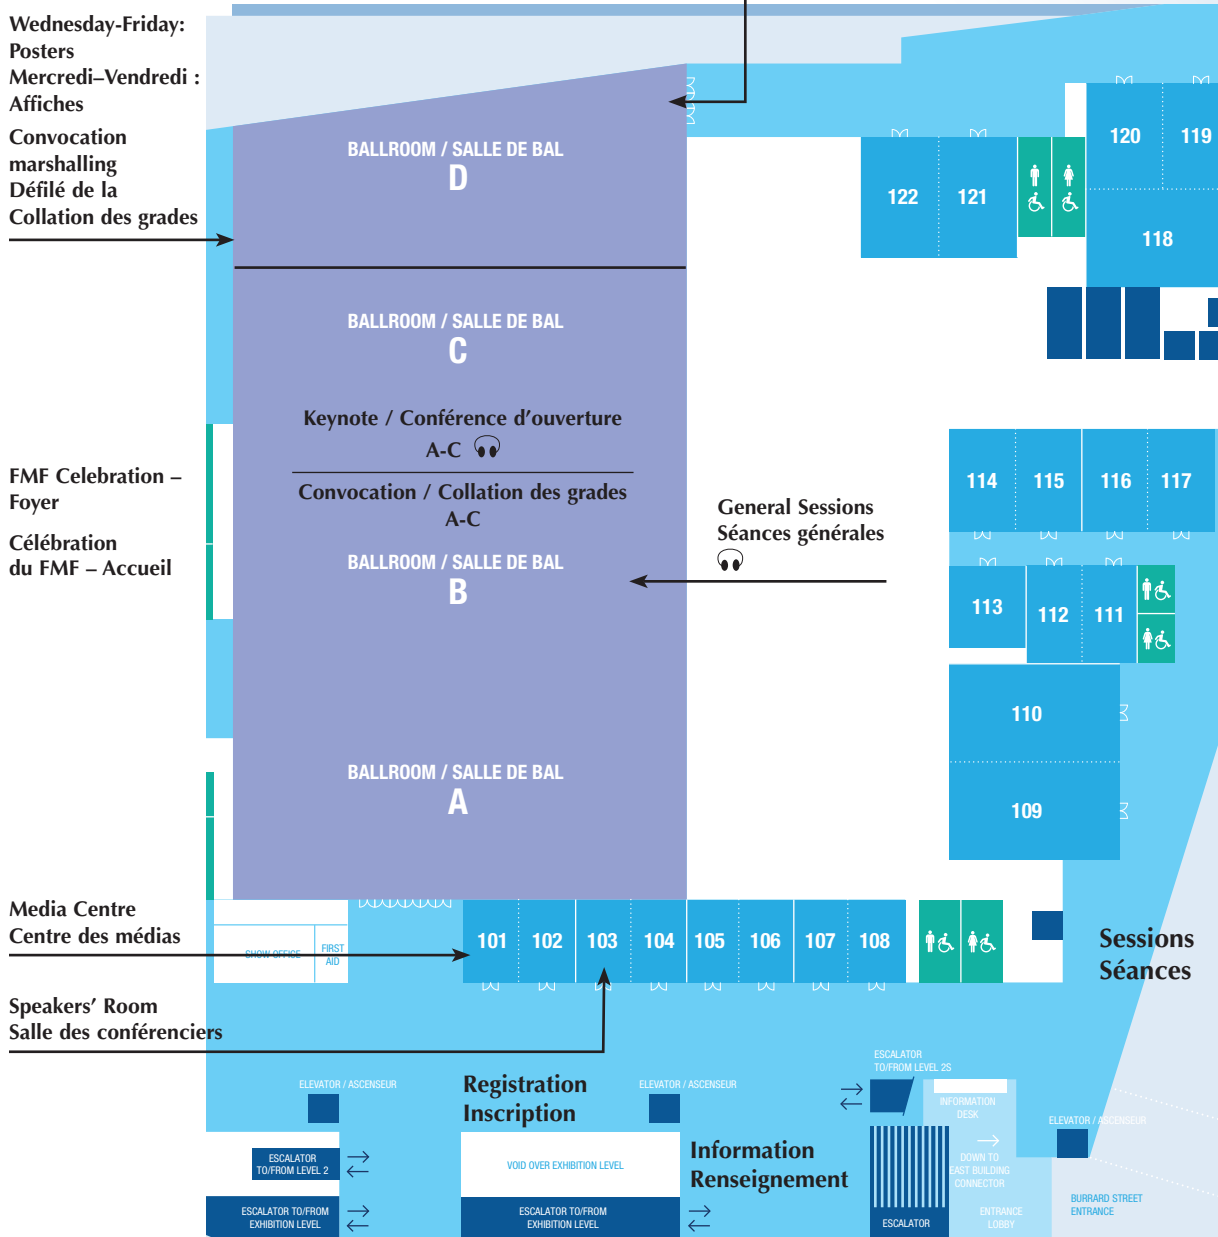 Wednesday-Friday:
Posters
Mercredi–Vendredi :
Affiches
Convocation
marshalling
Défilé de la
Collation des grades
BALLROOM / SALLE DE BAL
D
BALLROOM / SALLE DE BAL
C
Keynote / Conférence d'ouverture
A-C
Convocation / Collation des grades
A-C
BALLROOM / SALLE DE BAL
B
BALLROOM / SALLE DE BAL
A
FMF Celebration –
Foyer
Célébration
du FMF – Accueil
General Sessions
Séances générales
120
119
122
121
118
114
115
116
117
113
112
111
110
109
Media Centre
Centre des médias
SHOW OFFICE
FIRST
AID
101
102
103
104
105
106
107
108
Sessions
Séances
Speakers' Room
Salle des conférenciers
ELEVATOR / ASCENSEUR
Registration
Inscription
ELEVATOR / ASCENSEUR
ESCALATOR
TO/FROM LEVEL 2S
INFORMATION
DESK
ELEVATOR / ASCENSEUR
ESCALATOR
TO/FROM LEVEL 2
VOID OVER EXHIBITION LEVEL
Information
Renseignement
DOWN TO
EAST BUILDING
CONNECTOR
ESCALATOR TO/FROM
EXHIBITION LEVEL
ESCALATOR TO/FROM
EXHIBITION LEVEL
ESCALATOR
ENTRANCE
LOBBY
BURRARD STREET
ENTRANCE